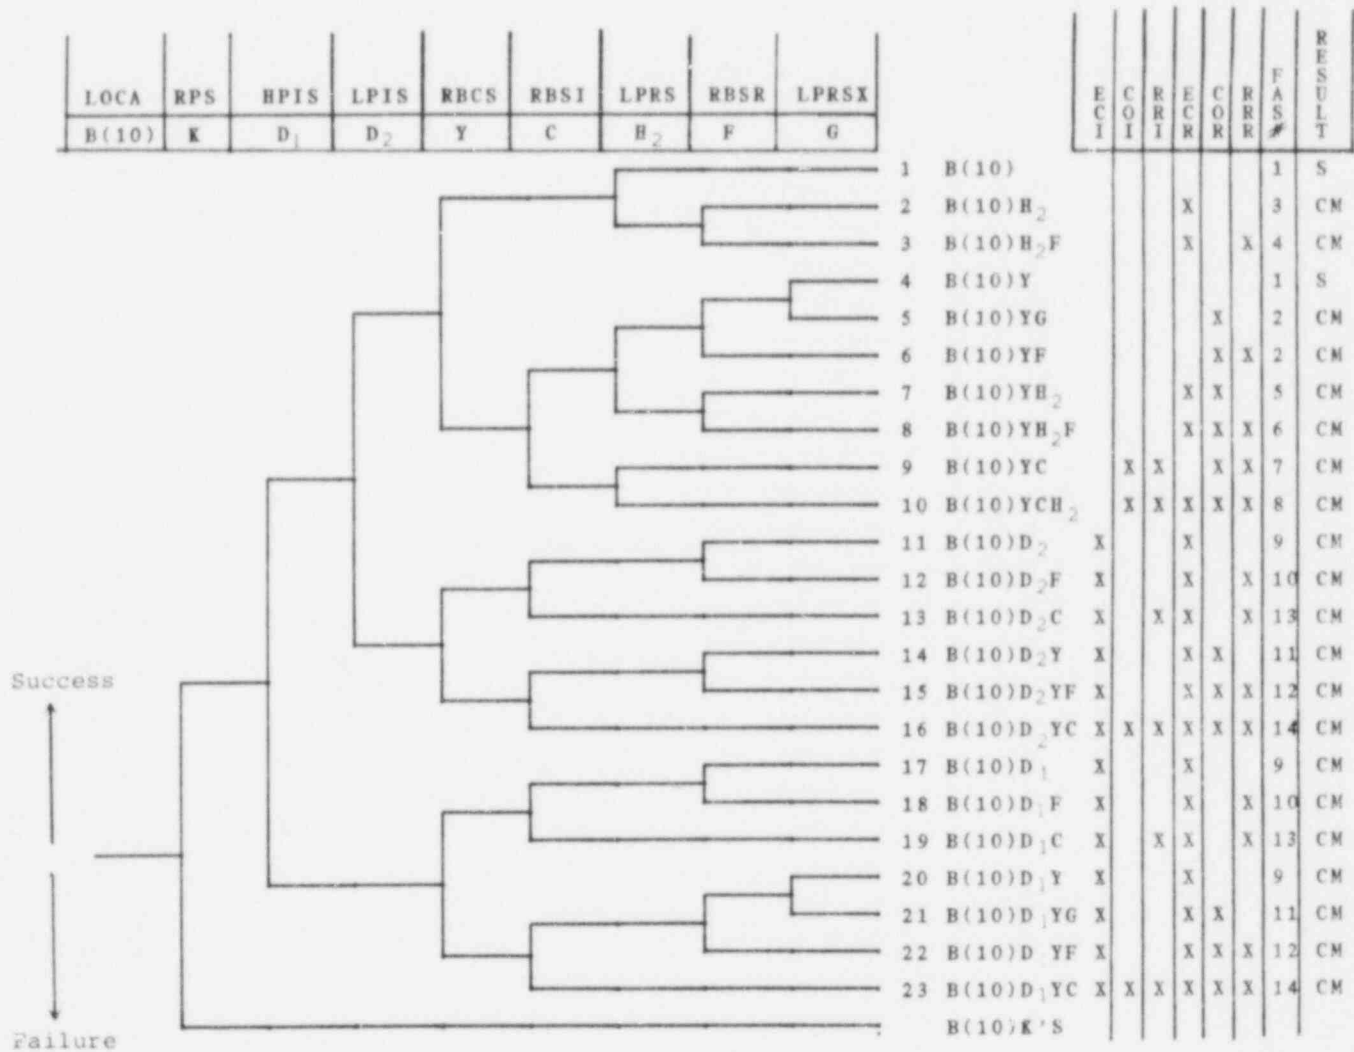 LOCA RPS HPIS LPIS RBCS RBSI LPRS RBSR LPRSX
B(10) K D₁ D₂ Y C H₂ F G
ECI COI RRI ECR COR RRR FAS# RESULT
1 B(10) 1 S
2 B(10)H₂ X 3 CM
3 B(10)H₂F X X 4 CM
4 B(10)Y 1 S
5 B(10)YG X 2 CM
6 B(10)YF X X 2 CM
7 B(10)YH₂ X X 5 CM
8 B(10)YH₂F X X X 6 CM
9 B(10)YC X X X X 7 CM
10 B(10)YCH₂ X X X X X 8 CM
11 B(10)D₂ X X 9 CM
12 B(10)D₂F X X X 10 CM
13 B(10)D₂C X X X X 13 CM
14 B(10)D₂Y X X X 11 CM
15 B(10)D₂YF X X X X 12 CM
16 B(10)D₂YC X X X X X X 14 CM
17 B(10)D₁ X X 9 CM
18 B(10)D₁F X X X 10 CM
19 B(10)D₁C X X X X 13 CM
20 B(10)D₁Y X X 9 CM
21 B(10)D₁YG X X X 11 CM
22 B(10)D YF X X X X 12 CM
23 B(10)D₁YC X X X X X X 14 CM
B(10)K'S
Success
Failure